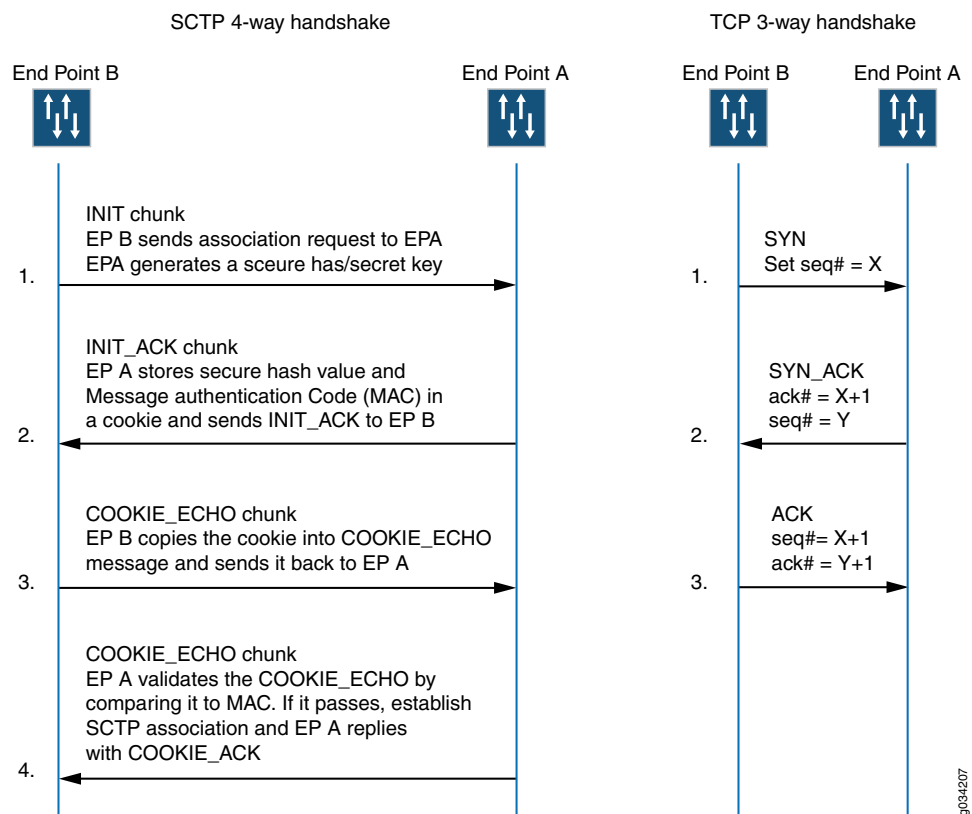 SCTP 4-way handshake
End Point B
End Point A
INIT chunk
EP B sends association request to EPA
EPA generates a sceure has/secret key
1.
INIT_ACK chunk
EP A stores secure hash value and
Message authentication Code (MAC) in
a cookie and sends INIT_ACK to EP B
2.
COOKIE_ECHO chunk
EP B copies the cookie into COOKIE_ECHO
message and sends it back to EP A
3.
COOKIE_ECHO chunk
EP A validates the COOKIE_ECHO by
comparing it to MAC. If it passes, establish
SCTP association and EP A replies
with COOKIE_ACK
4.
TCP 3-way handshake
End Point B
End Point A
SYN
Set seq# = X
1.
SYN_ACK
ack# = X+1
seq# = Y
2.
ACK
seq#= X+1
ack# = Y+1
3.
g034207